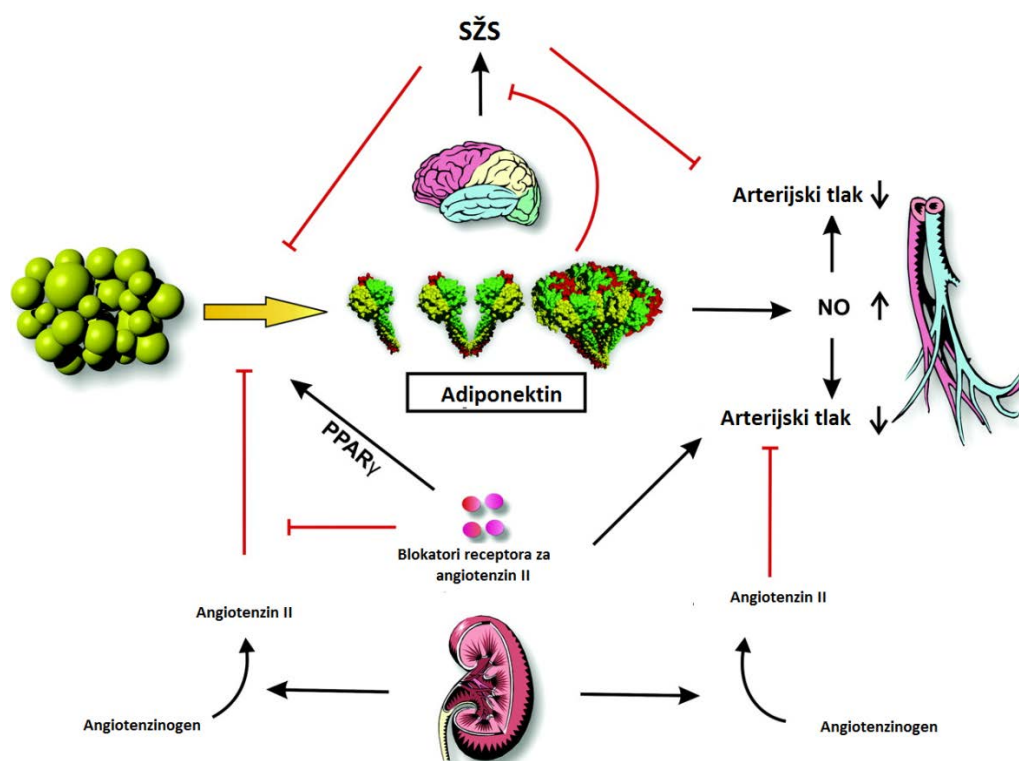 SŽS
Arterijski tlak ↓
NO ↑
Arterijski tlak ↓
Adiponektin
PPARγ
Blokatori receptora za
angiotenzin II
Angiotenzin II
Angiotenzin II
Angiotenzinogen
Angiotenzinogen